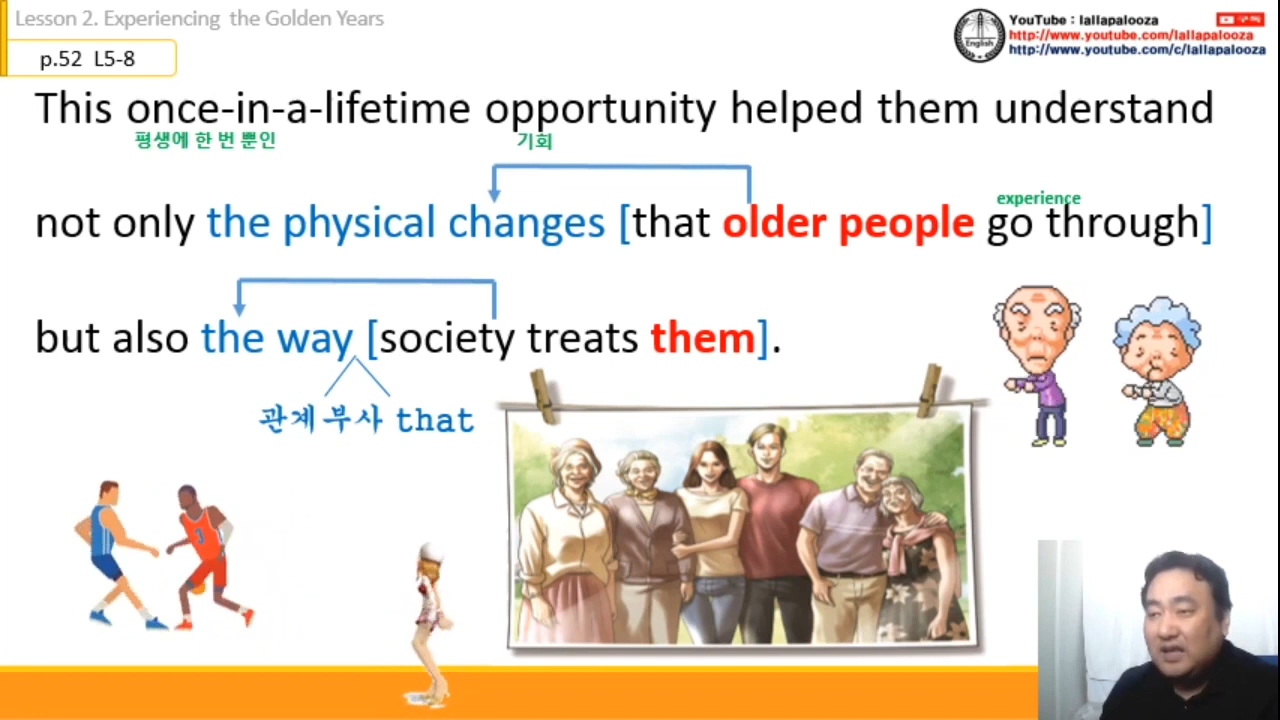 Lesson 2. Experiencing the Golden Years
p.52 L5-8
English
YouTube : lallapalooza
http://www.youtube.com/lallapalooza
http://www.youtube.com/c/lallapalooza
This once-in-a-lifetime opportunity helped them understand
평생에 한 번 뿐인 기회
experience
not only the physical changes [that older people go through]
but also the way [society treats them].
관계부사 that
3